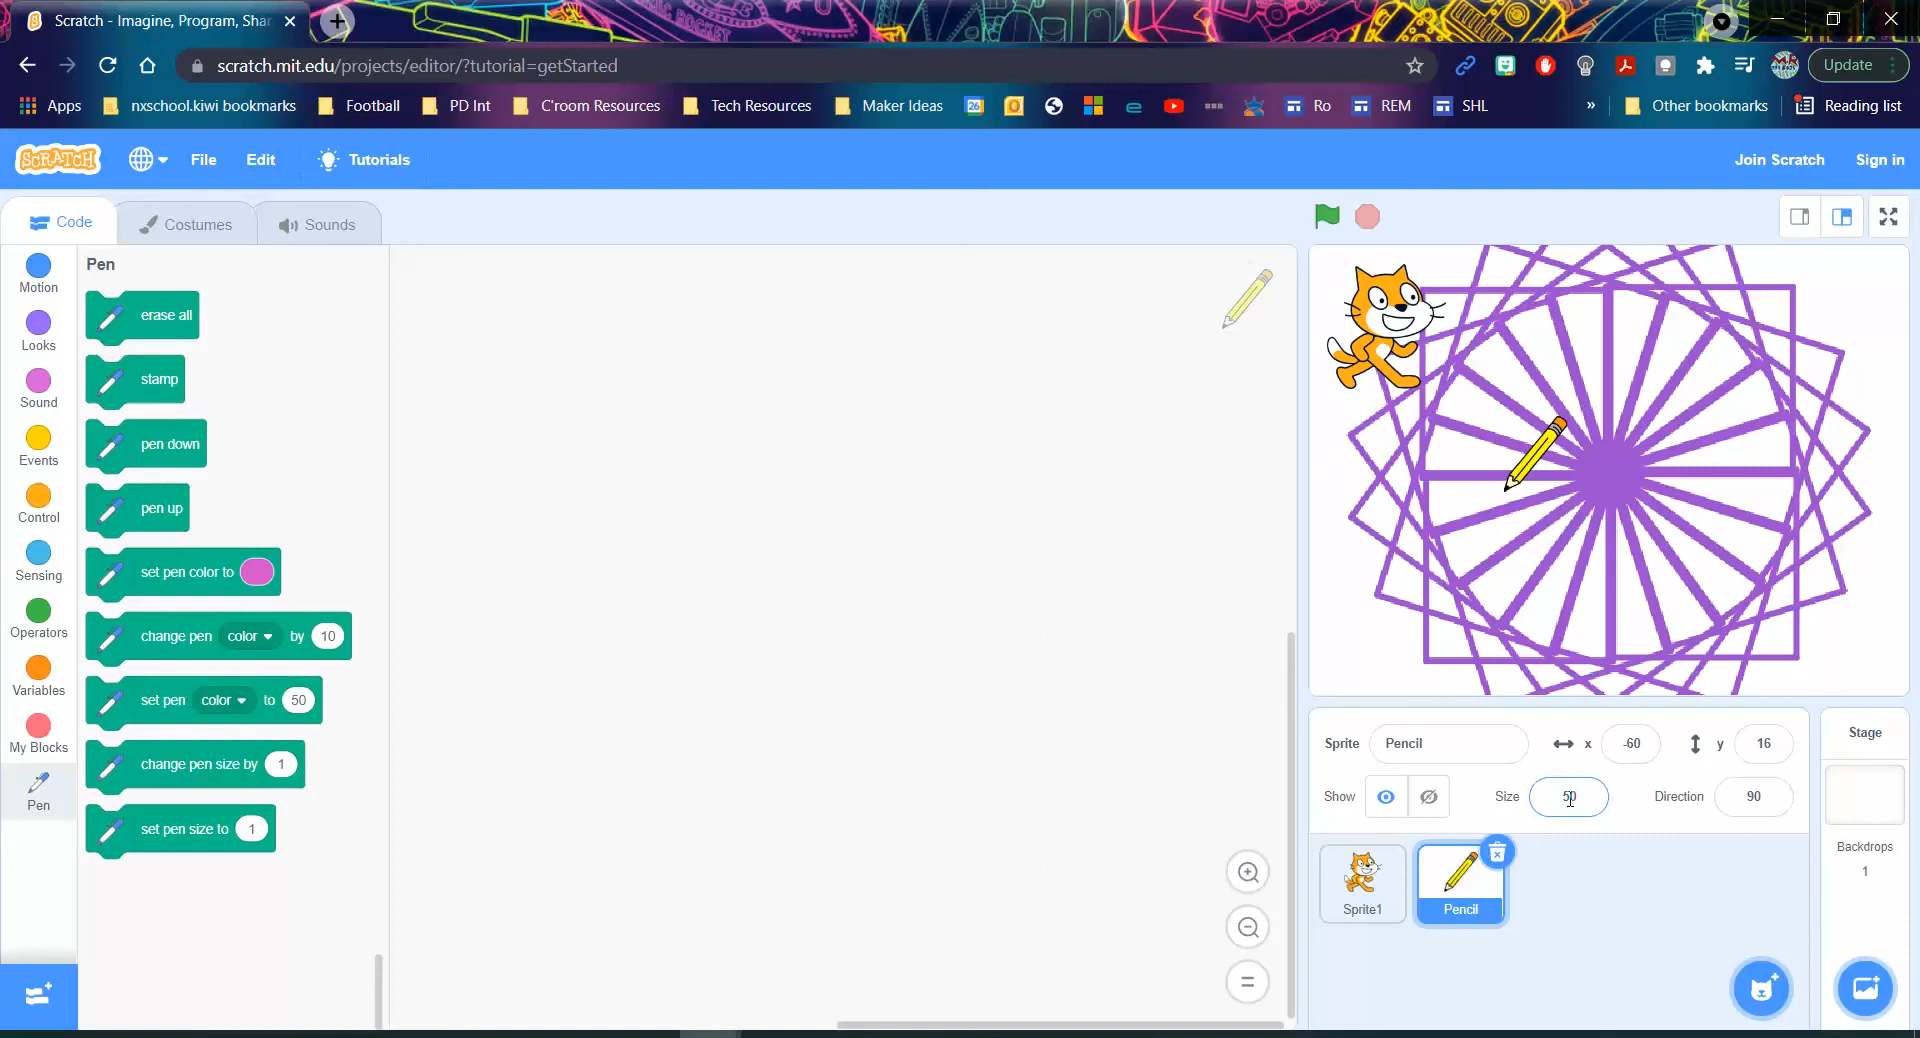 Scratch - Imagine, Program, Shar
scratch.mit.edu/projects/editor/?tutorial=getStarted
Update
Apps
nxschool.kiwi bookmarks
Football
PD Int
C'room Resources
Tech Resources
Maker Ideas
26
Ro
REM
SHL
»
Other bookmarks
Reading list
SCRATCH
File
Edit
Tutorials
Join Scratch
Sign in
Code
Costumes
Sounds
Motion
Looks
Sound
Events
Control
Sensing
Operators
Variables
My Blocks
Pen
Pen
erase all
stamp
pen down
pen up
set pen color to
change pen color by 10
set pen color to 50
change pen size by 1
set pen size to 1
Sprite Pencil x -60 y 16
Show Size 50 Direction 90
Sprite1
Pencil
Stage
Backdrops
1